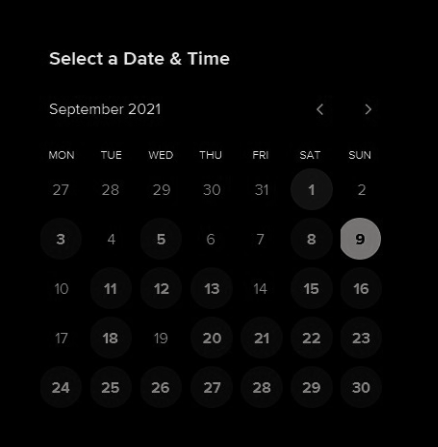 Select a Date & Time
September 2021
MON TUE WED THU FRI SAT SUN
27 28 29 30 31 1 2
3 4 5 6 7 8 9
10 11 12 13 14 15 16
17 18 19 20 21 22 23
24 25 26 27 28 29 30